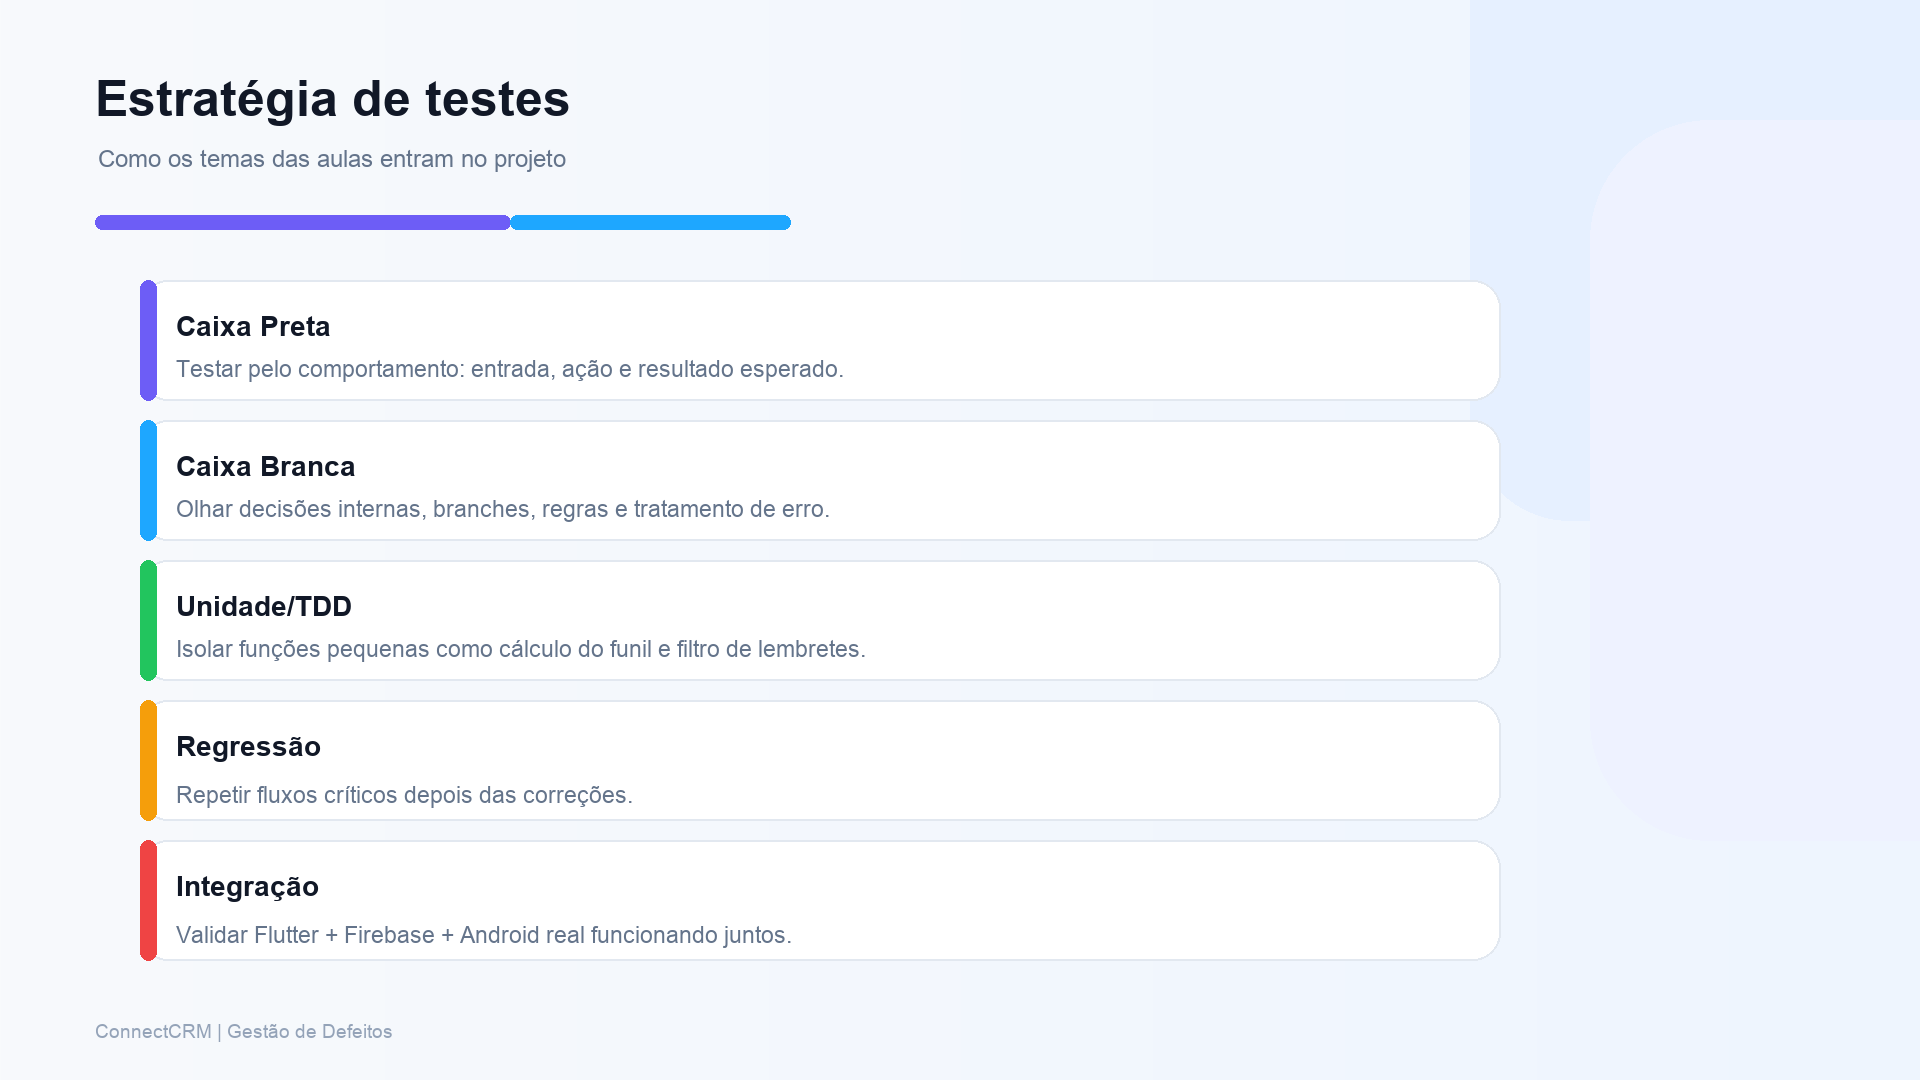 Estratégia de testes
Como os temas das aulas entram no projeto
Caixa Preta
Testar pelo comportamento: entrada, ação e resultado esperado.
Caixa Branca
Olhar decisões internas, branches, regras e tratamento de erro.
Unidade/TDD
Isolar funções pequenas como cálculo do funil e filtro de lembretes.
Regressão
Repetir fluxos críticos depois das correções.
Integração
Validar Flutter + Firebase + Android real funcionando juntos.
ConnectCRM | Gestão de Defeitos